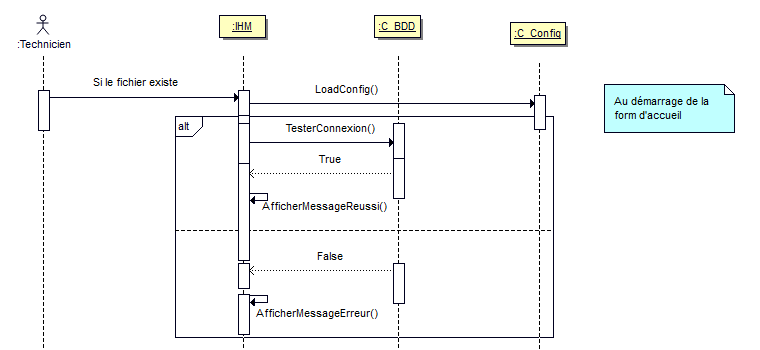 :IHM
:C_BDD
:C_Config
:Technicien
Si le fichier existe
LoadConfig()
Au démarrage de la
form d'accueil
alt
TesterConnexion()
True
AfficherMessageReussi()
False
AfficherMessageErreur()